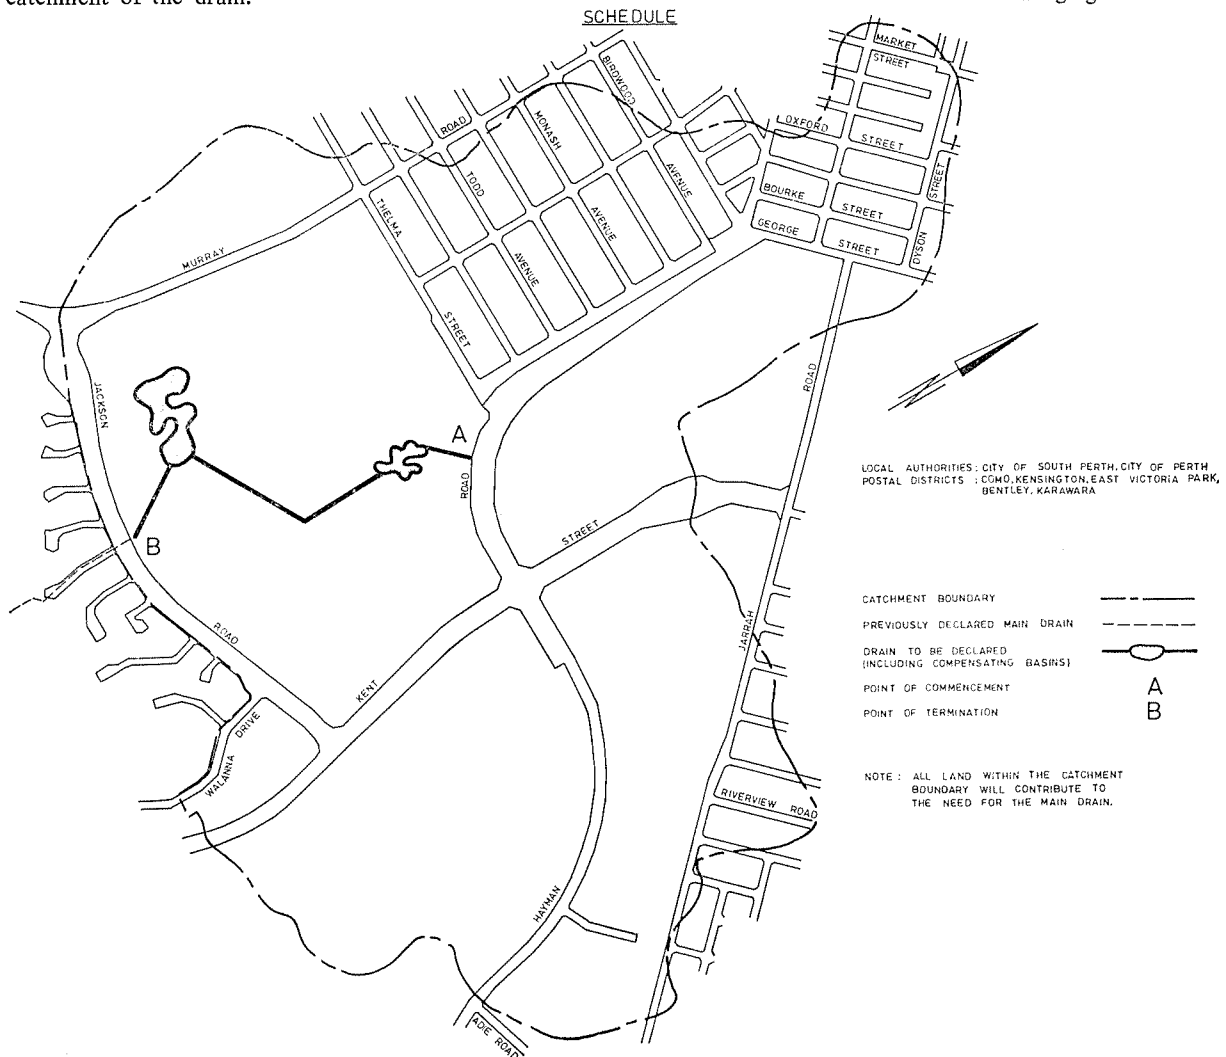 catchment of the drain.
SCHEDULE
MARKET
STREET
BIRDWOOD
AVENUE
ROAD
MONASH
AVENUE
OXFORD
STREET
TODD
AVENUE
BOURKE
STREET
STREET
DYSON
GEORGE
STREET
THELMA
STREET
MURRAY
JACKSON
ROAD
A
ROAD
B
STREET
KENT
ROAD
JARRAH
WALANNA
DRIVE
RIVERVIEW ROAD
HAYMAN
ADIE ROAD
LOCAL AUTHORITIES: CITY OF SOUTH PERTH, CITY OF PERTH
POSTAL DISTRICTS : COMO, KENSINGTON, EAST VICTORIA PARK,
BENTLEY, KARAWARA
CATCHMENT BOUNDARY
PREVIOUSLY DECLARED MAIN DRAIN
DRAIN TO BE DECLARED
(INCLUDING COMPENSATING BASINS)
POINT OF COMMENCEMENT A
POINT OF TERMINATION B
NOTE : ALL LAND WITHIN THE CATCHMENT
BOUNDARY WILL CONTRIBUTE TO
THE NEED FOR THE MAIN DRAIN.